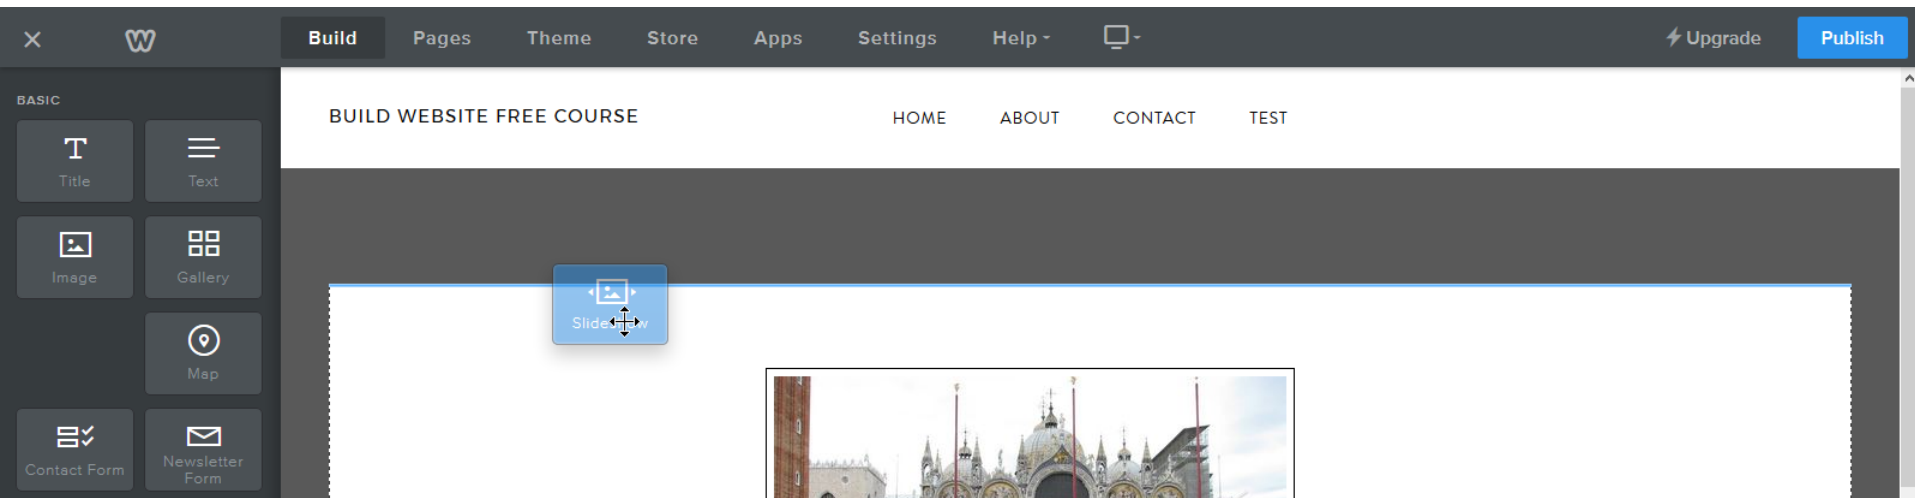 Build Pages Theme Store Apps Settings Help Upgrade Publish
BASIC
Title Text
Image Gallery
Map
Contact Form Newsletter Form
BUILD WEBSITE FREE COURSE HOME ABOUT CONTACT TEST